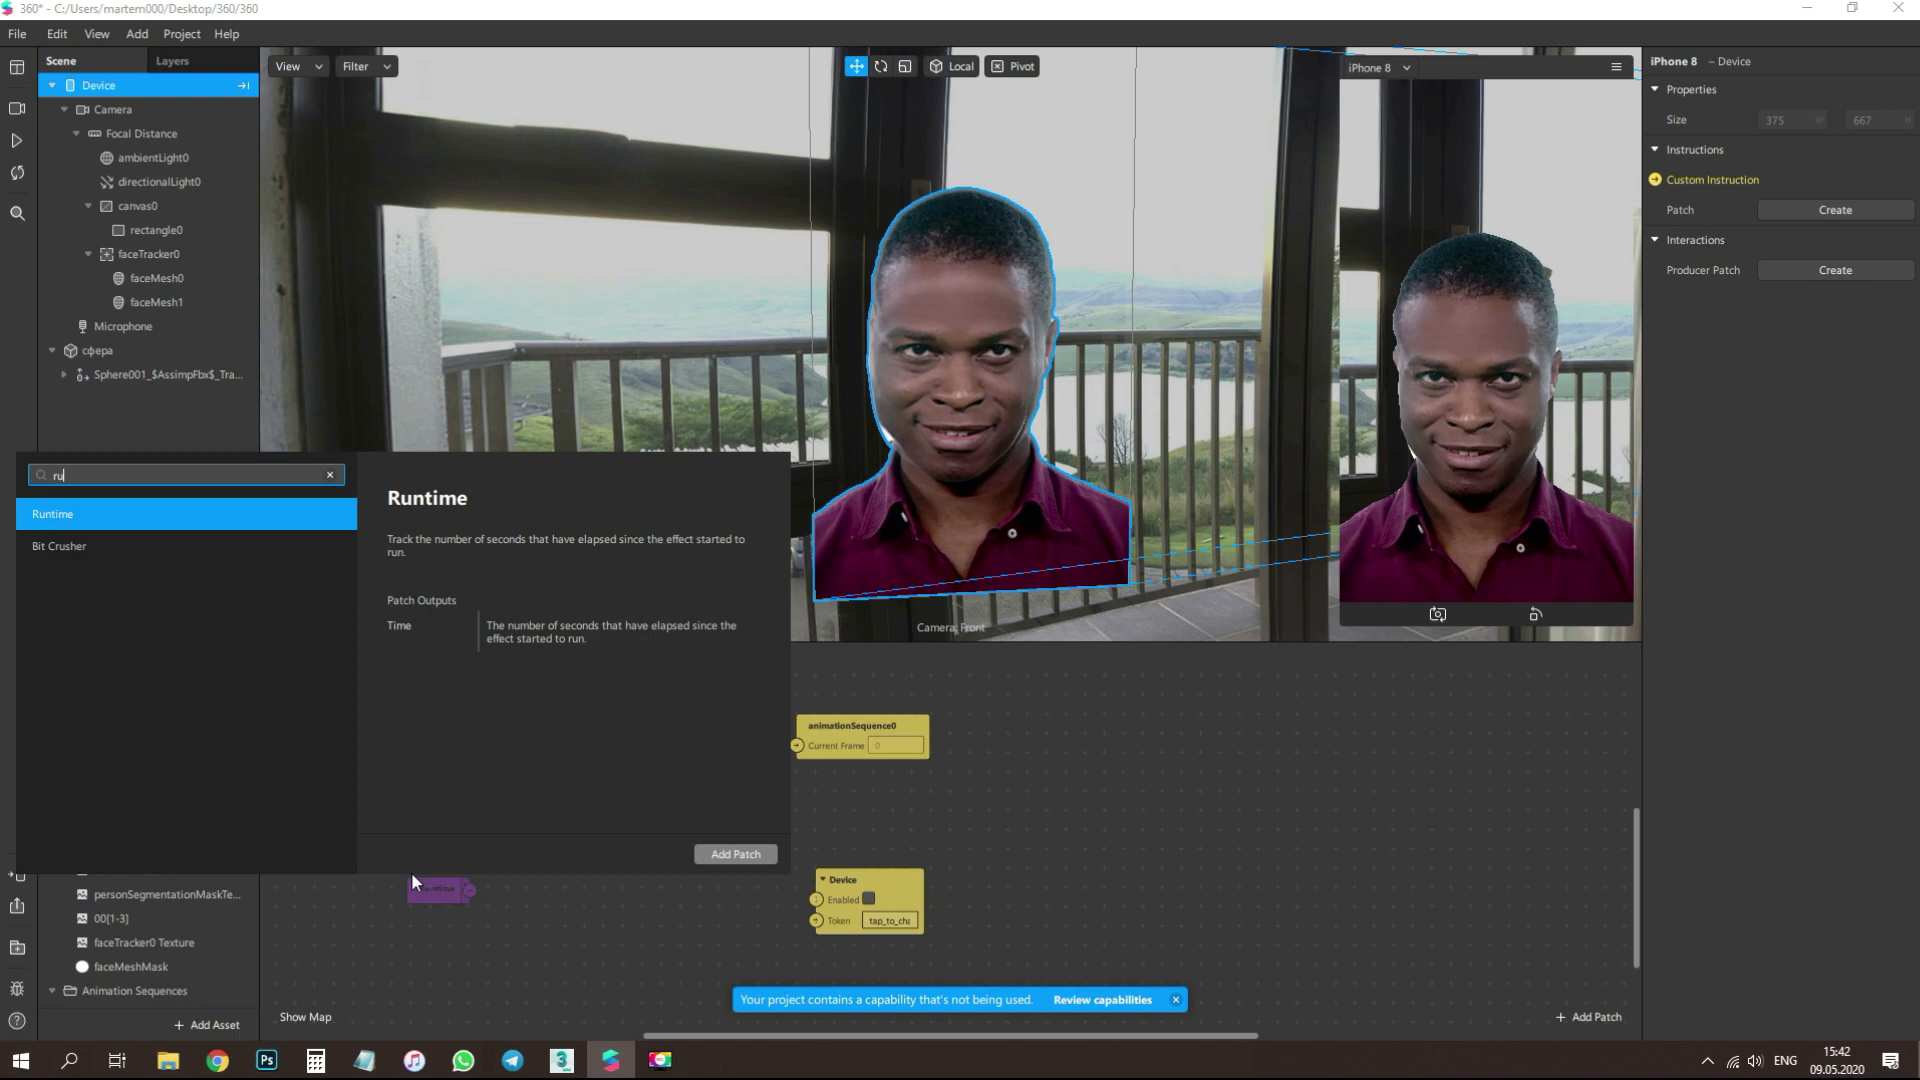 360* - C:/Users/martem000/Desktop/360/360
File Edit View Add Project Help
Scene Layers
Device
Camera
Focal Distance
ambientLight0
directionalLight0
canvas0
rectangle0
faceTracker0
faceMesh0
faceMesh1
Microphone
сфера
Sphere001_$AssimpFbx$_Tra...
View Filter
Local Pivot
iPhone 8
Camera: Front
iPhone 8 – Device
Properties
Size 375 W 667 H
Instructions
Custom Instruction
Patch Create
Interactions
Producer Patch Create
ru
Runtime
Bit Crusher
Runtime
Track the number of seconds that have elapsed since the effect started to
run.
Patch Outputs
Time The number of seconds that have elapsed since the
effect started to run.
Add Patch
animationSequence0
Current Frame 0
Runtime
Device
Enabled
Token tap_to_cha
personSegmentationMaskTe...
00[1-3]
faceTracker0 Texture
faceMeshMask
Animation Sequences
+ Add Asset
Show Map
Your project contains a capability that's not being used. Review capabilities
+ Add Patch
Ps
3
ENG
15:42
09.05.2020